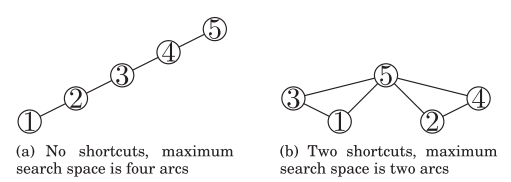 5
4
3
2
1
(a) No shortcuts, maximum
search space is four arcs
5
3
4
1
2
(b) Two shortcuts, maximum
search space is two arcs